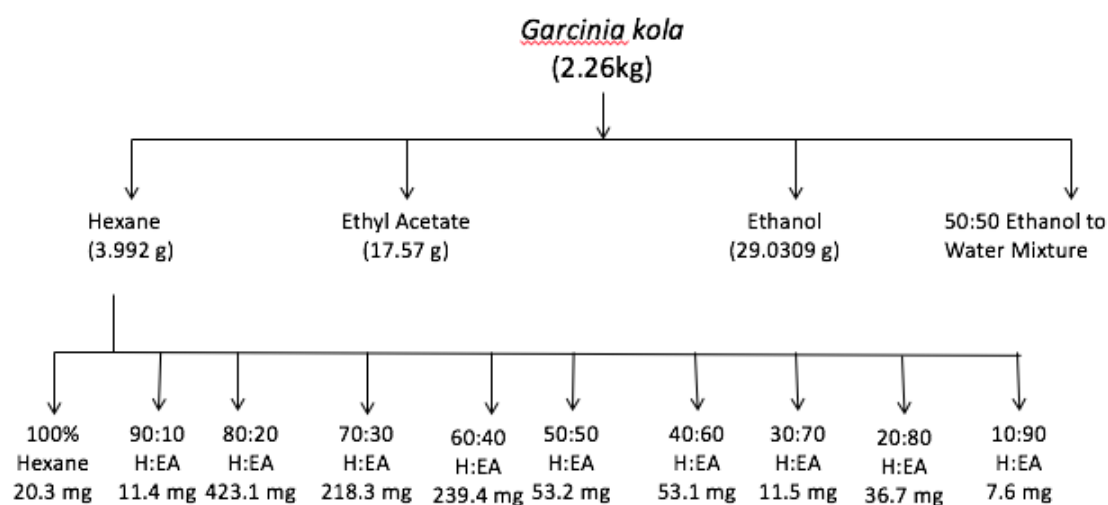 Garcinia kola
(2.26kg)
Hexane
(3.992 g)
Ethyl Acetate
(17.57 g)
Ethanol
(29.0309 g)
50:50 Ethanol to
Water Mixture
100%
Hexane
20.3 mg
90:10
H:EA
11.4 mg
80:20
H:EA
423.1 mg
70:30
H:EA
218.3 mg
60:40
H:EA
239.4 mg
50:50
H:EA
53.2 mg
40:60
H:EA
53.1 mg
30:70
H:EA
11.5 mg
20:80
H:EA
36.7 mg
10:90
H:EA
7.6 mg